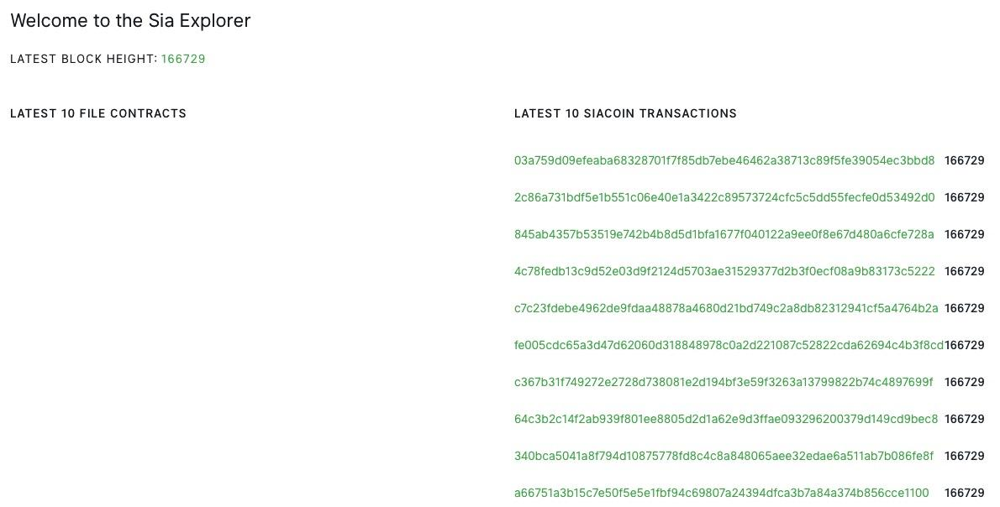 Welcome to the Sia Explorer
LATEST BLOCK HEIGHT: 166729
LATEST 10 FILE CONTRACTS
LATEST 10 SIACOIN TRANSACTIONS
03a759d09efeaba68328701f7f85db7ebe46462a38713c89f5fe39054ec3bbd8 166729
2c86a731bdf5e1b551c06e40e1a3422c89573724cfc5c5dd55fecfe0d53492d0 166729
845ab4357b53519e742b4b8d5d1bfa1677f040122a9ee0f8e67d480a6cfe728a 166729
4c78fedb13c9d52e03d9f2124d5703ae31529377d2b3f0ecf08a9b83173c5222 166729
c7c23fdebe4962de9fdaa48878a4680d21bd749c2a8db82312941cf5a4764b2a 166729
fe005cdc65a3d47d62060d318848978c0a2d221087c52822cda62694c4b3f8cd 166729
c367b31f749272e2728d738081e2d194bf3e59f3263a13799822b74c4897699f 166729
64c3b2c14f2ab939f801ee8805d2d1a62e9d3ffae093296200379d149cd9bec8 166729
340bca5041a8f794d10875778fd8c4c8a848065aee32edae6a511ab7b086fe8f 166729
a66751a3b15c7e50f5e5e1fbf94c69807a24394dfca3b7a84a374b856cce1100 166729